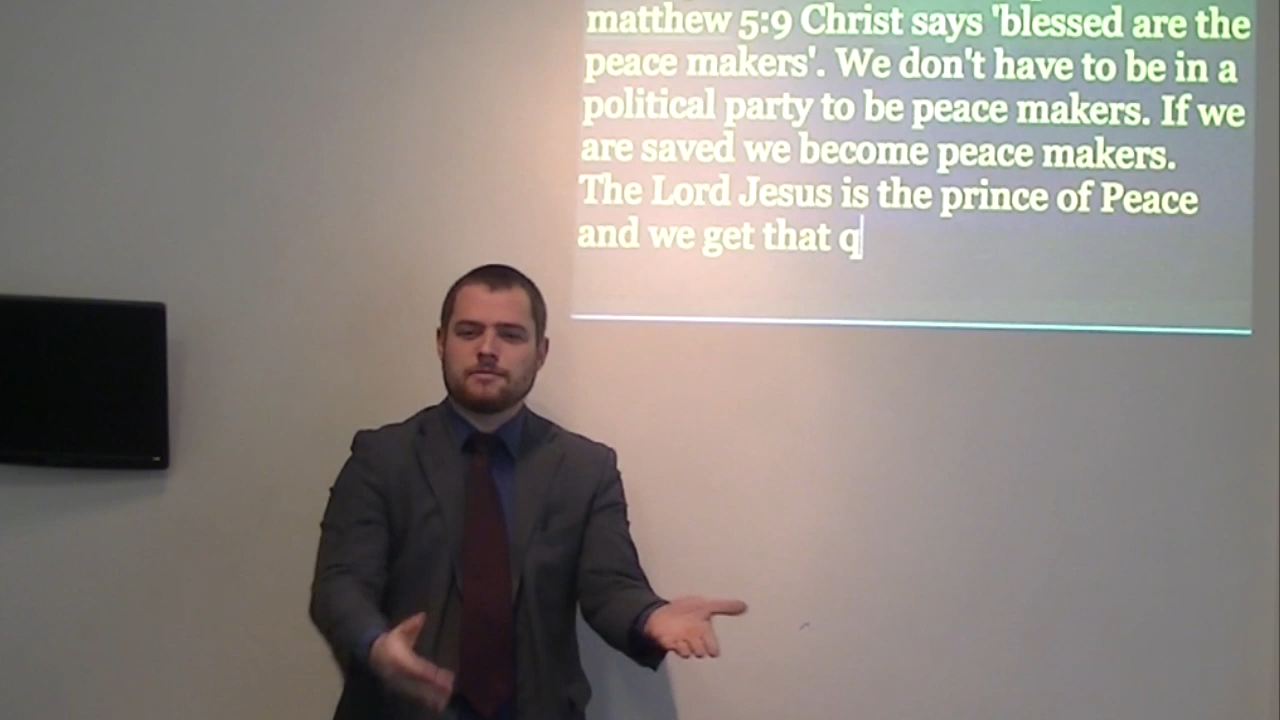 matthew 5:9 Christ says 'blessed are the
peace makers'. We don't have to be in a
political party to be peace makers. If we
are saved we become peace makers.
The Lord Jesus is the prince of Peace
and we get that q